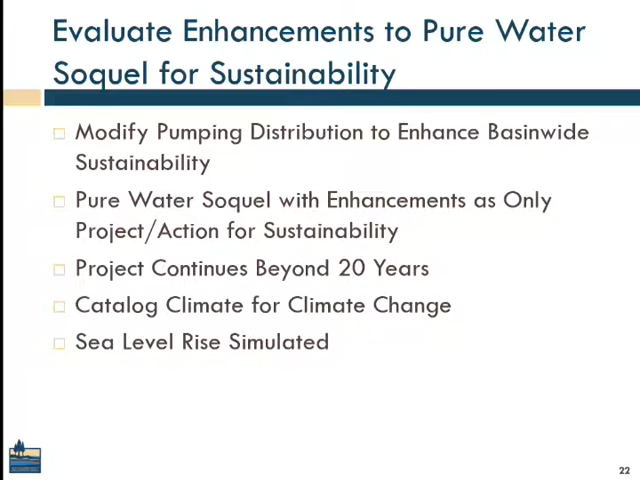 Evaluate Enhancements to Pure Water
Soquel for Sustainability
Modify Pumping Distribution to Enhance Basinwide
Sustainability
Pure Water Soquel with Enhancements as Only
Project/Action for Sustainability
Project Continues Beyond 20 Years
Catalog Climate for Climate Change
Sea Level Rise Simulated
22